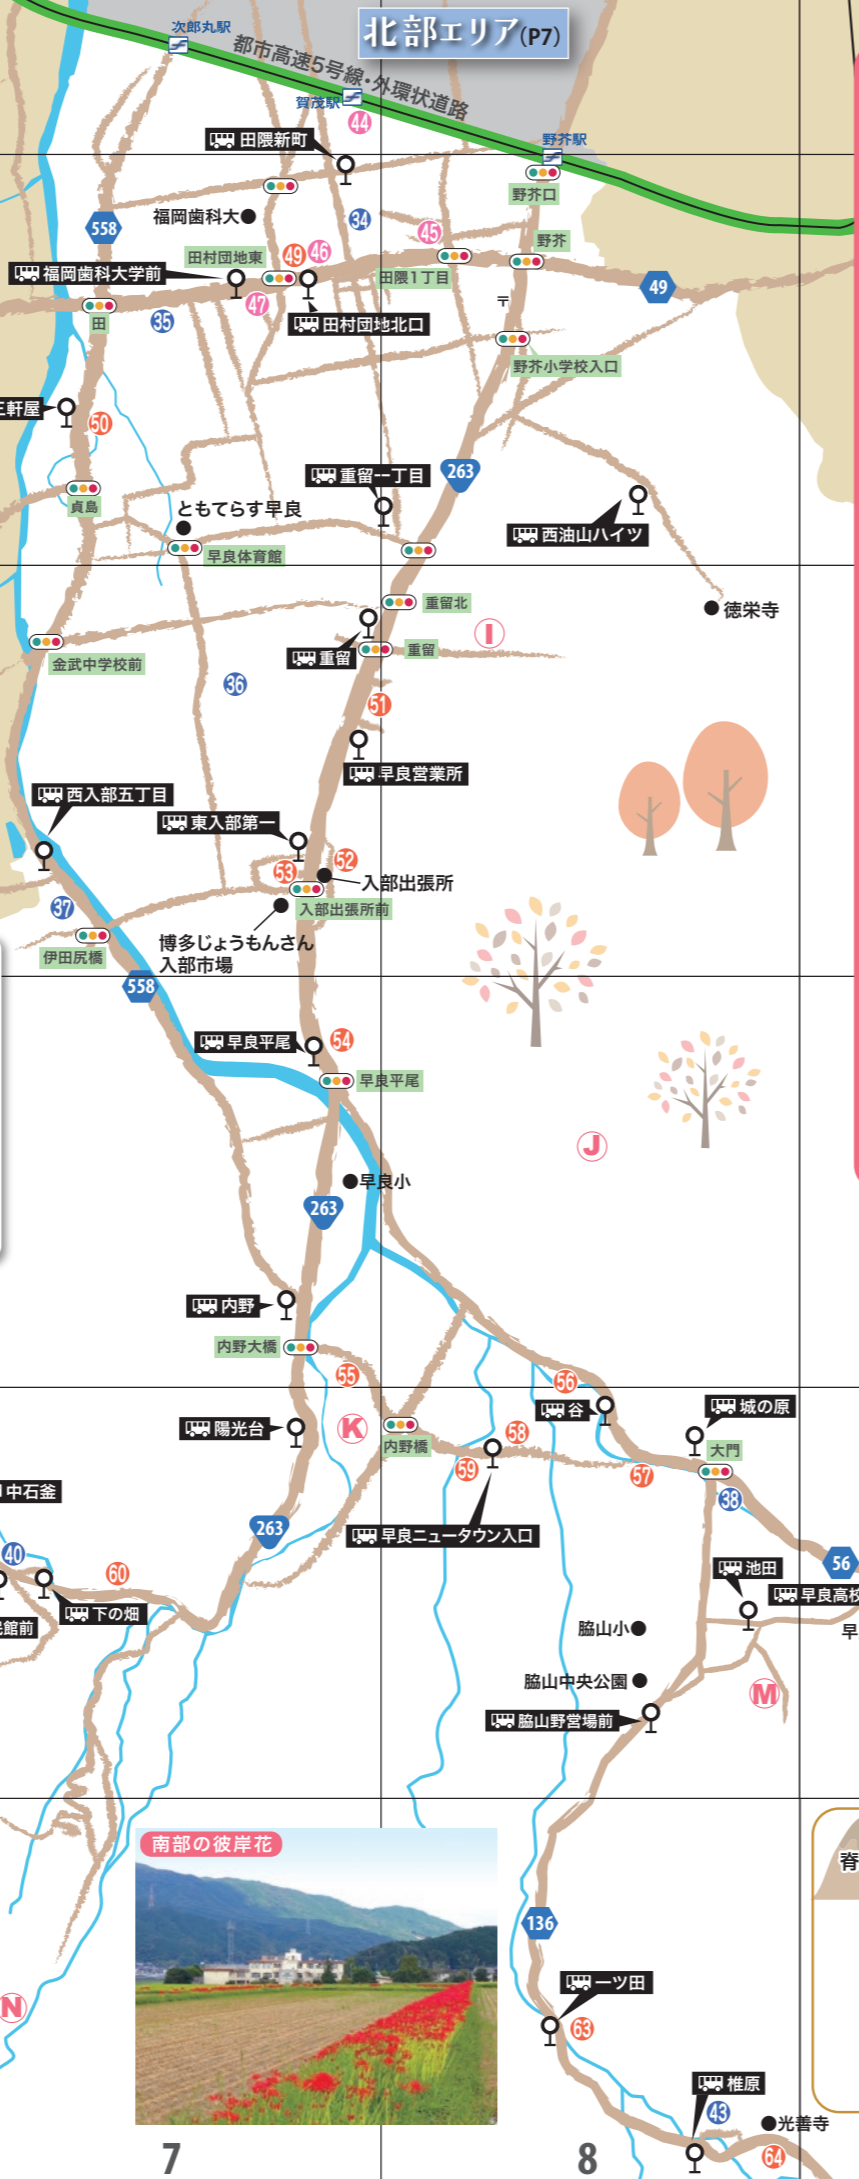 北部エリア(P7)
次郎丸駅
都市高速5号線・外環状道路
賀茂駅
44
野芥駅
田隈新町
野芥口
福岡歯科大
34
558
45
野芥
田村団地東
49
46
福岡歯科大学前
田隈1丁目
49
47
田
35
田村団地北口
〒
野芥小学校入口
三軒屋
50
263
重留一丁目
貞島
ともてらす早良
西油山ハイツ
早良体育館
重留北
徳栄寺
I
重留
重留
金武中学校前
36
51
早良営業所
西入部五丁目
東入部第一
52
53
入部出張所
37
入部出張所前
博多じょうもんさん
入部市場
伊田尻橋
558
早良平尾
54
早良平尾
J
早良小
263
内野
内野大橋
55
56
谷
城の原
陽光台
K
内野橋
58
大門
59
57
中石釜
38
263
早良ニュータウン入口
40
60
56
池田
早良高校
下の畑
館前
脇山小
早
脇山中央公園
M
脇山野営場前
南部の彼岸花
脊
136
一ツ田
N
63
椎原
43
光善寺
64
7
8